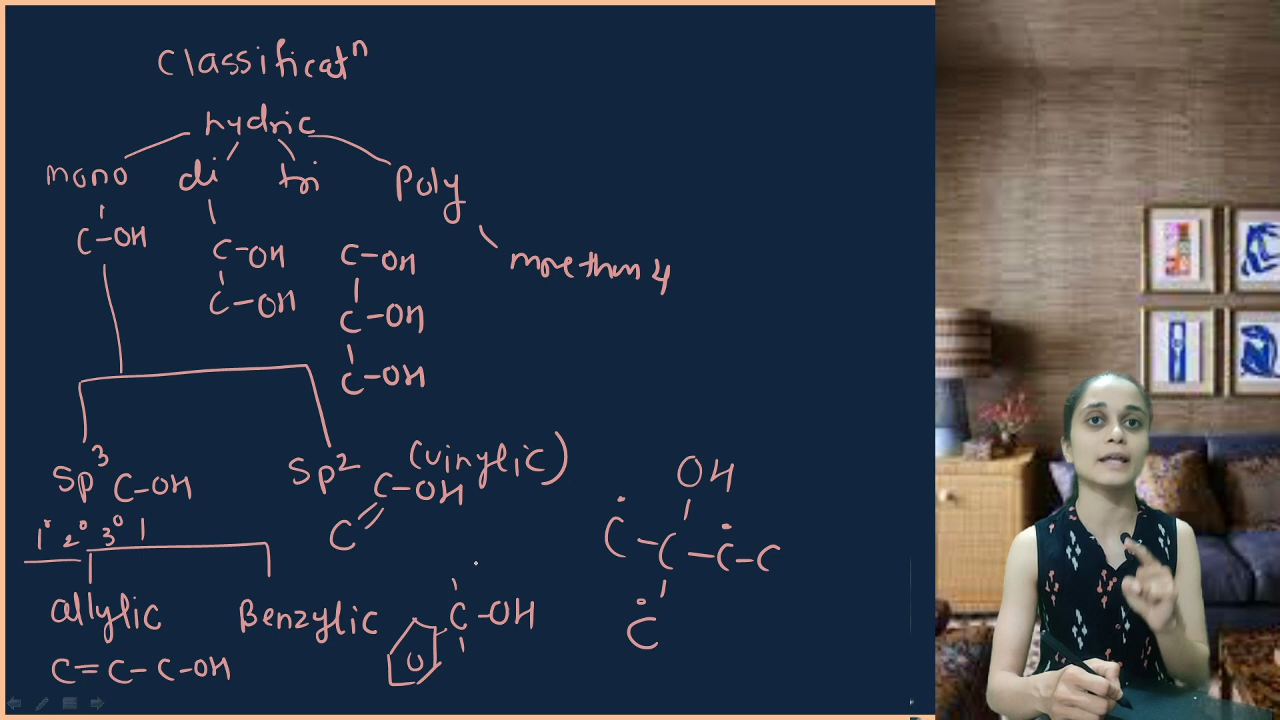 Classificatⁿ
hydric
mono di tri Poly
C-OH
C-OH
C-OH
C-OH
C-OH
C-OH
more than 4
Sp³ C-OH
1° 2° 3°
Sp² (vinylic)
C-OH
C
allylic
C=C-C-OH
Benzylic
C-OH
OH
C-C-C-C
C